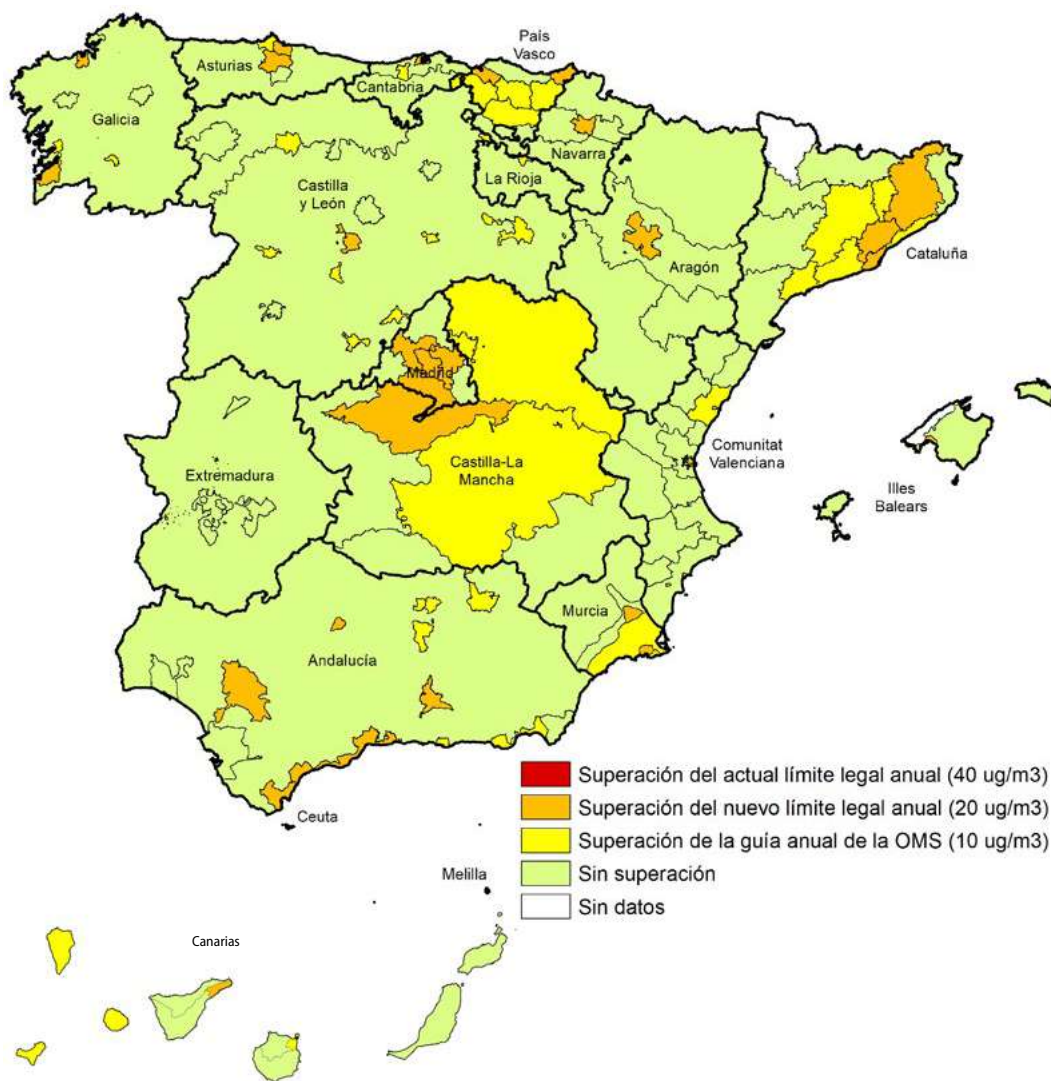 País
Vasco
Asturias
Cantabria
Galicia
Navarra
La Rioja
Castilla
y León
Aragón
Cataluña
Madrid
Comunitat
Valenciana
Castilla-La
Mancha
Extremadura
Illes
Balears
Murcia
Andalucía
Superación del actual límite legal anual (40 ug/m3)
Superación del nuevo límite legal anual (20 ug/m3)
Ceuta
Superación de la guía anual de la OMS (10 ug/m3)
Melilla
Sin superación
Sin datos
Canarias